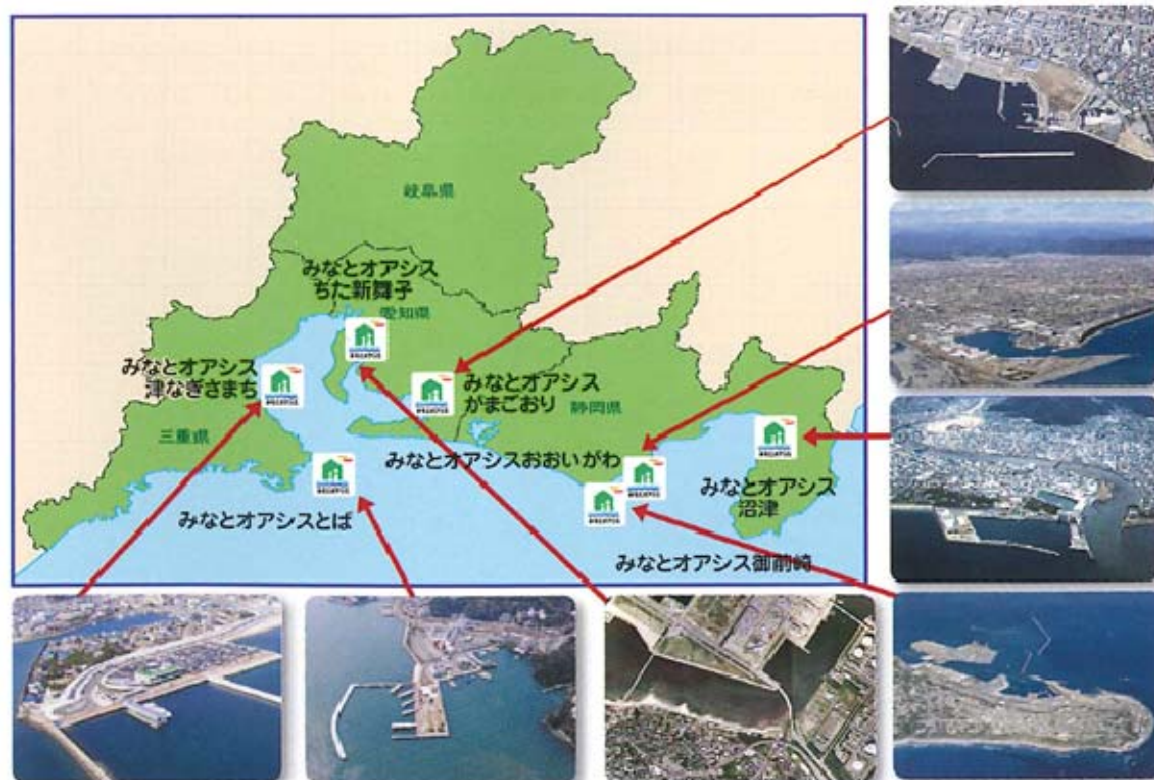 岐阜県
みなとオアシス
ちた新舞子
愛知県
みなとオアシス
津なぎさまち
みなとオアシス
がまごおり
静岡県
三重県
みなとオアシスおおいがわ
みなとオアシス
沼津
みなとオアシスとば
みなとオアシス御前崎